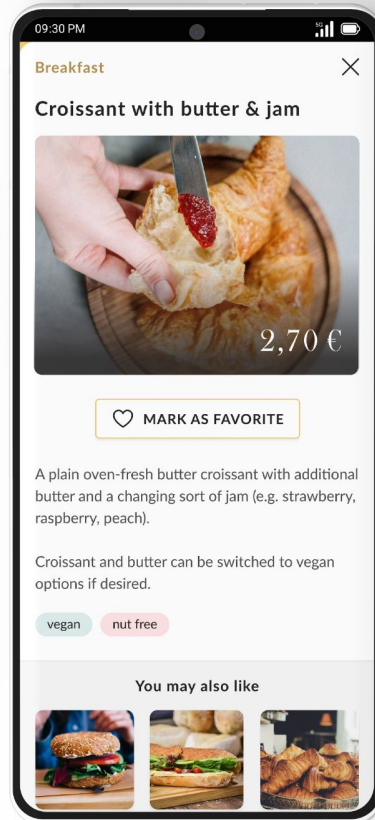 09:30 PM
5G
Breakfast
Croissant with butter & jam
2,70 €
MARK AS FAVORITE
A plain oven-fresh butter croissant with additional
butter and a changing sort of jam (e.g. strawberry,
raspberry, peach).
Croissant and butter can be switched to vegan
options if desired.
vegan
nut free
You may also like